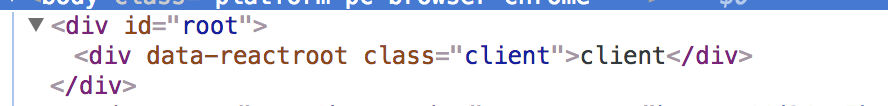 <div id="root">
<div data-reactroot class="client">client</div>
</div>